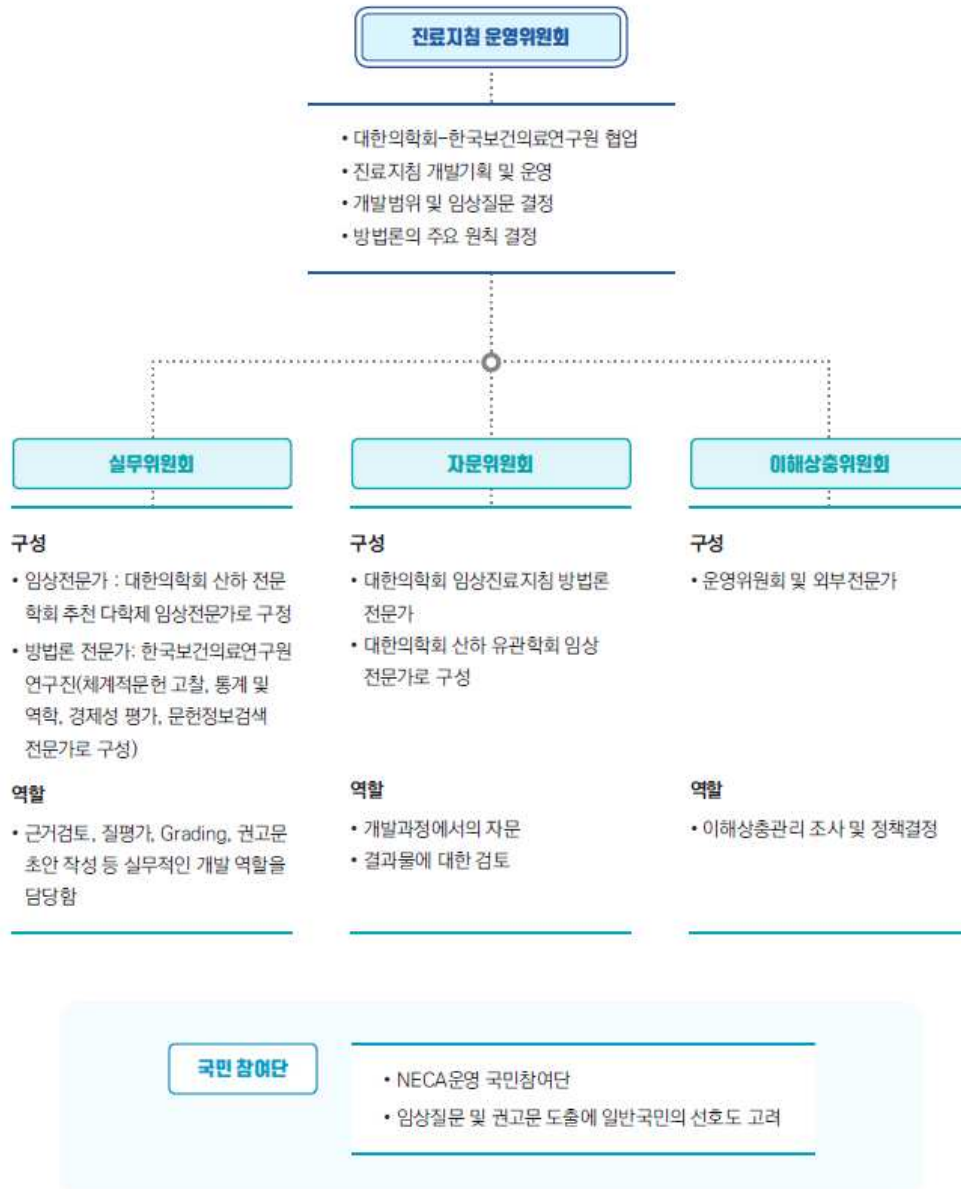 진료지침 운영위원회
• 대한의학회-한국보건의료연구원 협업
• 진료지침 개발기획 및 운영
• 개발범위 및 임상질문 결정
• 방법론의 주요 원칙 결정
실무위원회
구성
• 임상전문가 : 대한의학회 산하 전문
학회 추천 다학제 임상전문가로 구정
• 방법론 전문가: 한국보건의료연구원
연구진(체계적문헌 고찰, 통계 및
역학, 경제성 평가, 문헌정보검색
전문가로 구성)
역할
• 근거검토, 질평가, Grading, 권고문
초안 작성 등 실무적인 개발 역할을
담당함
자문위원회
구성
• 대한의학회 임상진료지침 방법론
전문가
• 대한의학회 산하 유관학회 임상
전문가로 구성
역할
• 개발과정에서의 자문
• 결과물에 대한 검토
이해상충위원회
구성
• 운영위원회 및 외부전문가
역할
• 이해상충관리 조사 및 정책결정
국민 참여단
• NECA운영 국민참여단
• 임상질문 및 권고문 도출에 일반국민의 선호도 고려